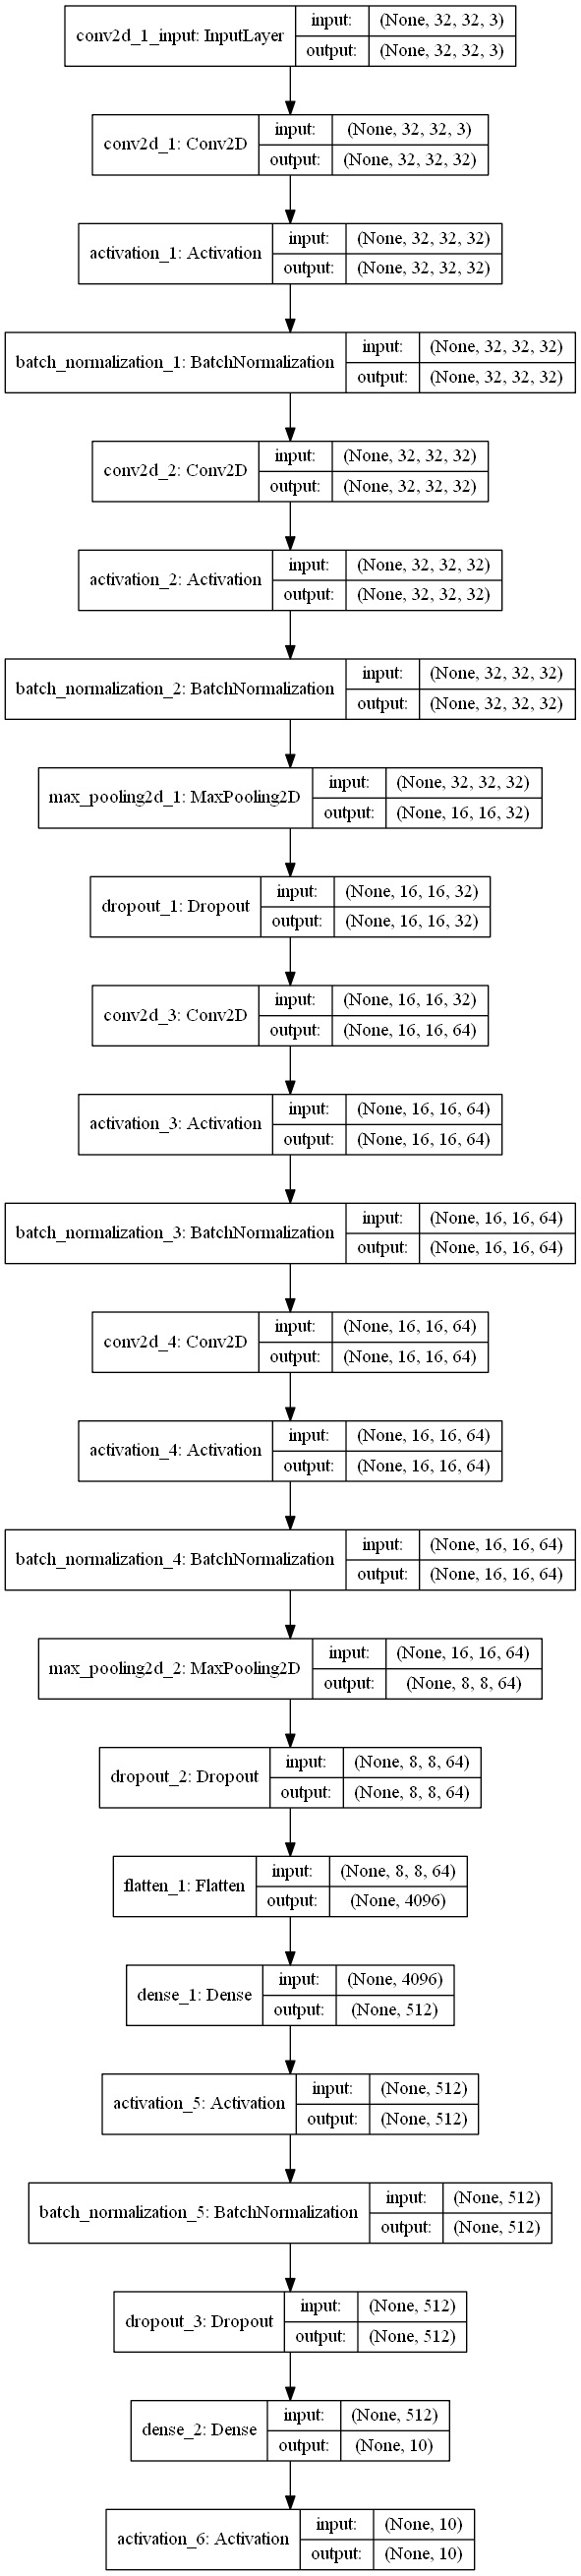 conv2d_1_input: InputLayer
input:
(None, 32, 32, 3)
output:
(None, 32, 32, 3)
conv2d_1: Conv2D
input:
(None, 32, 32, 3)
output:
(None, 32, 32, 32)
activation_1: Activation
input:
(None, 32, 32, 32)
output:
(None, 32, 32, 32)
batch_normalization_1: BatchNormalization
input:
(None, 32, 32, 32)
output:
(None, 32, 32, 32)
conv2d_2: Conv2D
input:
(None, 32, 32, 32)
output:
(None, 32, 32, 32)
activation_2: Activation
input:
(None, 32, 32, 32)
output:
(None, 32, 32, 32)
batch_normalization_2: BatchNormalization
input:
(None, 32, 32, 32)
output:
(None, 32, 32, 32)
max_pooling2d_1: MaxPooling2D
input:
(None, 32, 32, 32)
output:
(None, 16, 16, 32)
dropout_1: Dropout
input:
(None, 16, 16, 32)
output:
(None, 16, 16, 32)
conv2d_3: Conv2D
input:
(None, 16, 16, 32)
output:
(None, 16, 16, 64)
activation_3: Activation
input:
(None, 16, 16, 64)
output:
(None, 16, 16, 64)
batch_normalization_3: BatchNormalization
input:
(None, 16, 16, 64)
output:
(None, 16, 16, 64)
conv2d_4: Conv2D
input:
(None, 16, 16, 64)
output:
(None, 16, 16, 64)
activation_4: Activation
input:
(None, 16, 16, 64)
output:
(None, 16, 16, 64)
batch_normalization_4: BatchNormalization
input:
(None, 16, 16, 64)
output:
(None, 16, 16, 64)
max_pooling2d_2: MaxPooling2D
input:
(None, 16, 16, 64)
output:
(None, 8, 8, 64)
dropout_2: Dropout
input:
(None, 8, 8, 64)
output:
(None, 8, 8, 64)
flatten_1: Flatten
input:
(None, 8, 8, 64)
output:
(None, 4096)
dense_1: Dense
input:
(None, 4096)
output:
(None, 512)
activation_5: Activation
input:
(None, 512)
output:
(None, 512)
batch_normalization_5: BatchNormalization
input:
(None, 512)
output:
(None, 512)
dropout_3: Dropout
input:
(None, 512)
output:
(None, 512)
dense_2: Dense
input:
(None, 512)
output:
(None, 10)
activation_6: Activation
input:
(None, 10)
output:
(None, 10)